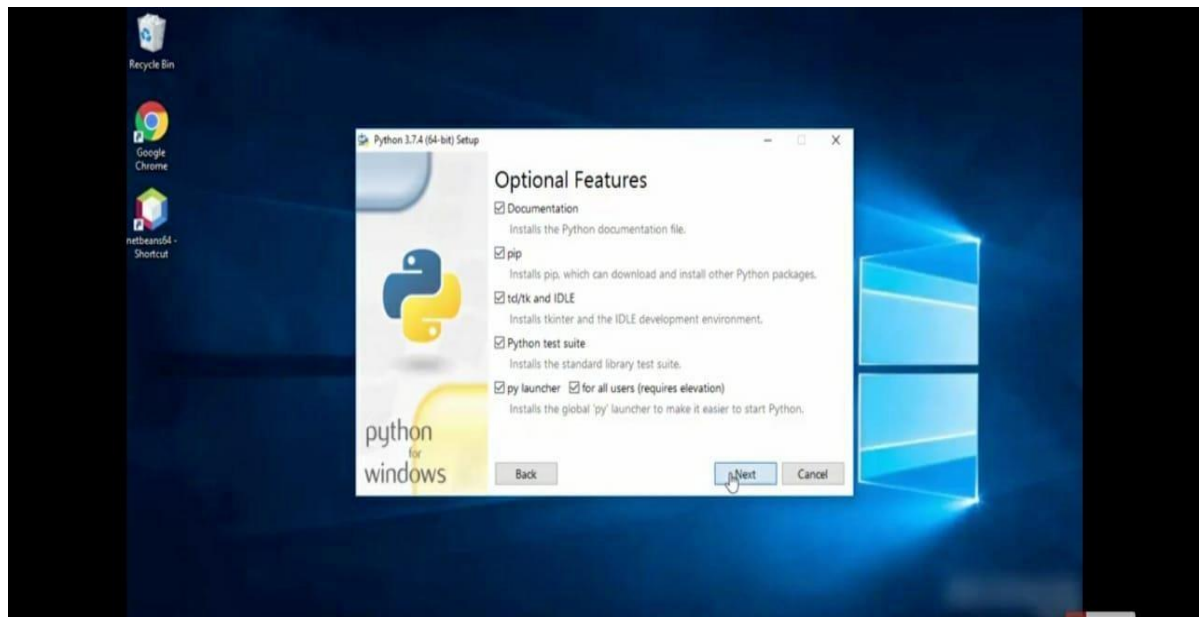 Recycle Bin
Google
Chrome
netbeans64 -
Shortcut
Python 3.7.4 (64-bit) Setup
Optional Features
Documentation
Installs the Python documentation file.
pip
Installs pip, which can download and install other Python packages.
tcl/tk and IDLE
Installs tkinter and the IDLE development environment.
Python test suite
Installs the standard library test suite.
py launcher for all users (requires elevation)
Installs the global 'py' launcher to make it easier to start Python.
python
for
windows
Back
Next
Cancel